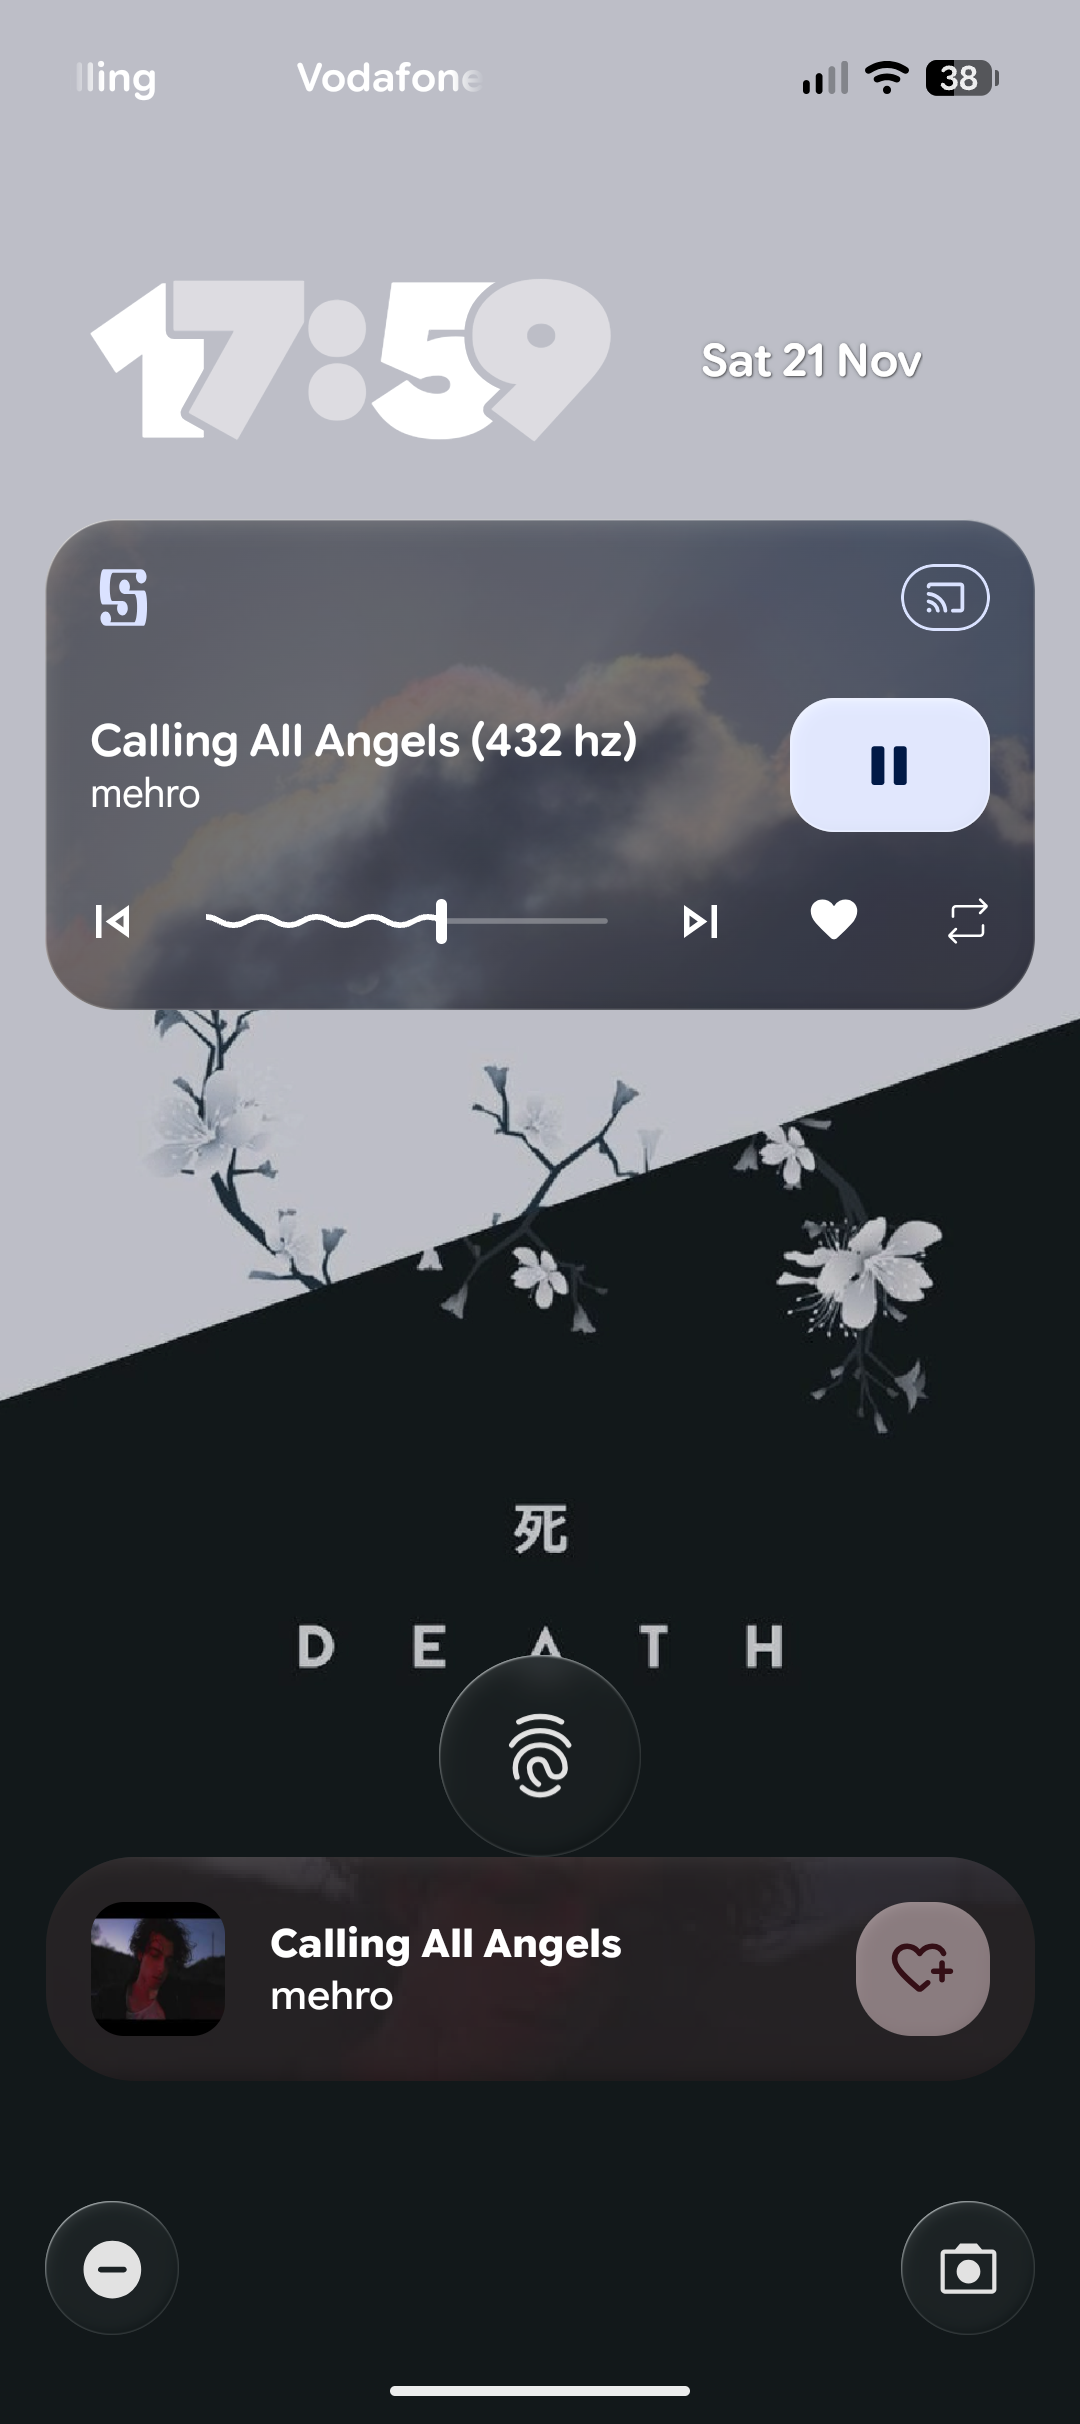 lling Vodafone 38
17:59
Sat 21 Nov
Calling All Angels (432 hz)
mehro
死
DEATH
Calling All Angels
mehro